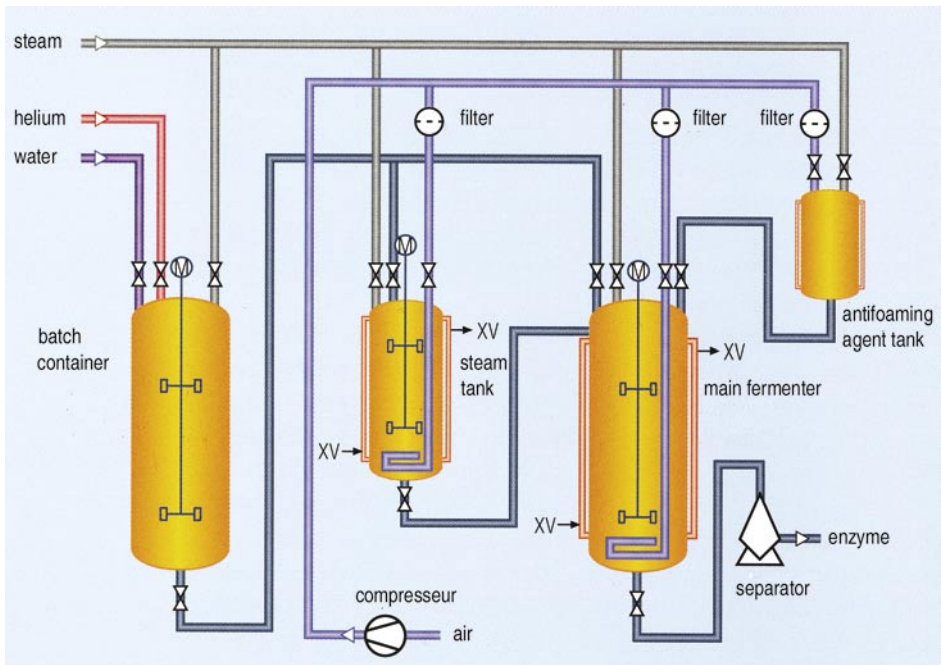 steam
helium
water
filter
filter
filter
M
M
M
batch
container
XV
steam
tank
XV
XV
main fermenter
XV
antifoaming
agent tank
compresseur
air
separator
enzyme